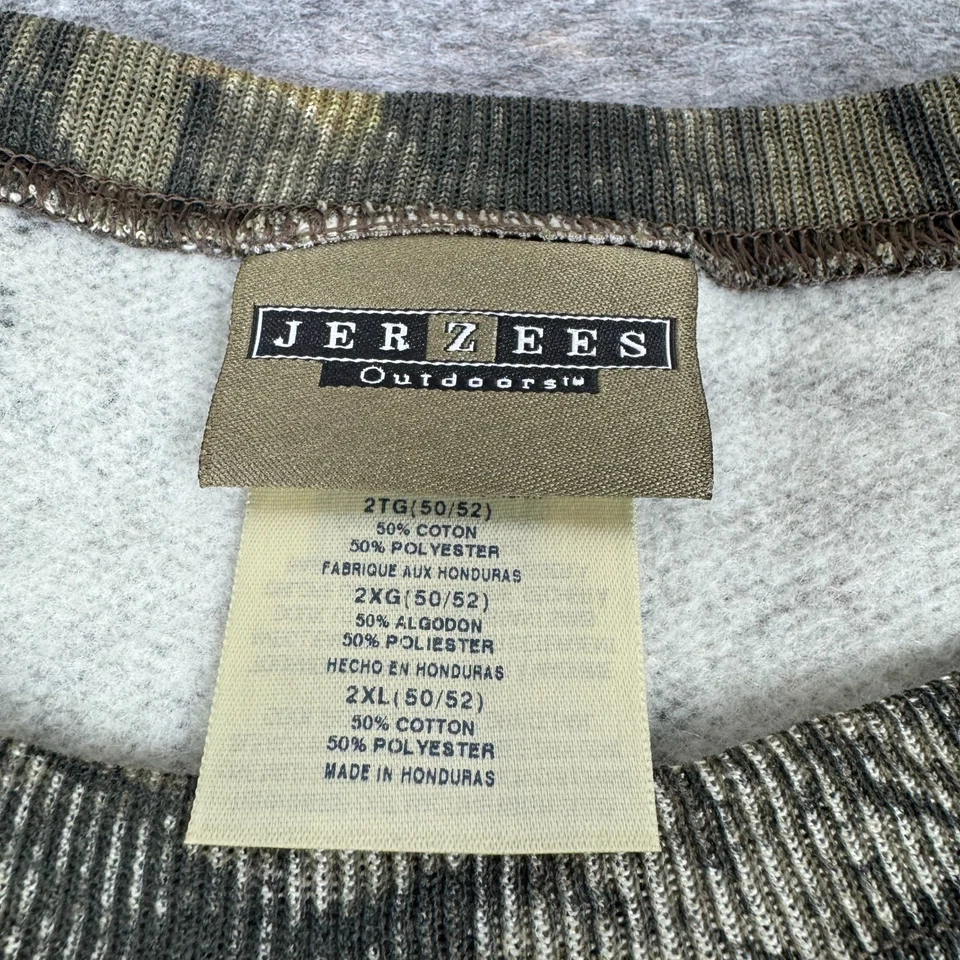 JERZEES
Outdoors™
2TG(50/52)
50% COTON
50% POLYESTER
FABRIQUE AUX HONDURAS
2XG(50/52)
50% ALGODON
50% POLIESTER
HECHO EN HONDURAS
2XL(50/52)
50% COTTON
50% POLYESTER
MADE IN HONDURAS